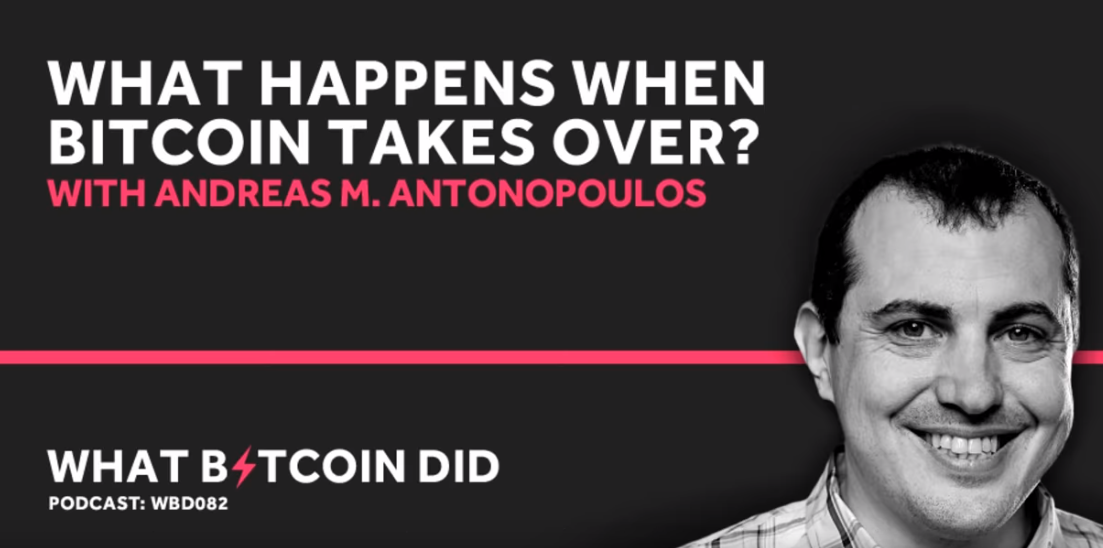 WHAT HAPPENS WHEN
BITCOIN TAKES OVER?
WITH ANDREAS M. ANTONOPOULOS
WHAT BITCOIN DID
PODCAST: WBD082